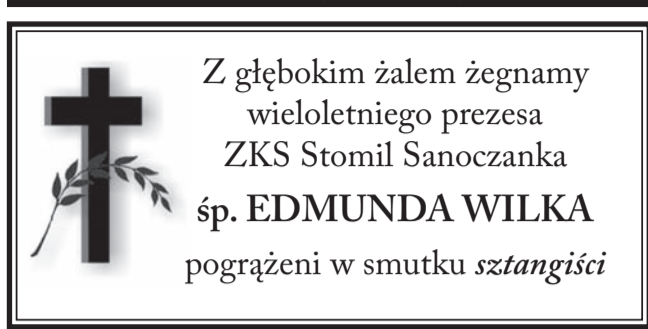 Z głębokim żalem żegnamy
wieloletniego prezesa
ZKS Stomil Sanoczanka
śp. EDMUNDA WILKA
pogrążeni w smutku sztangiści